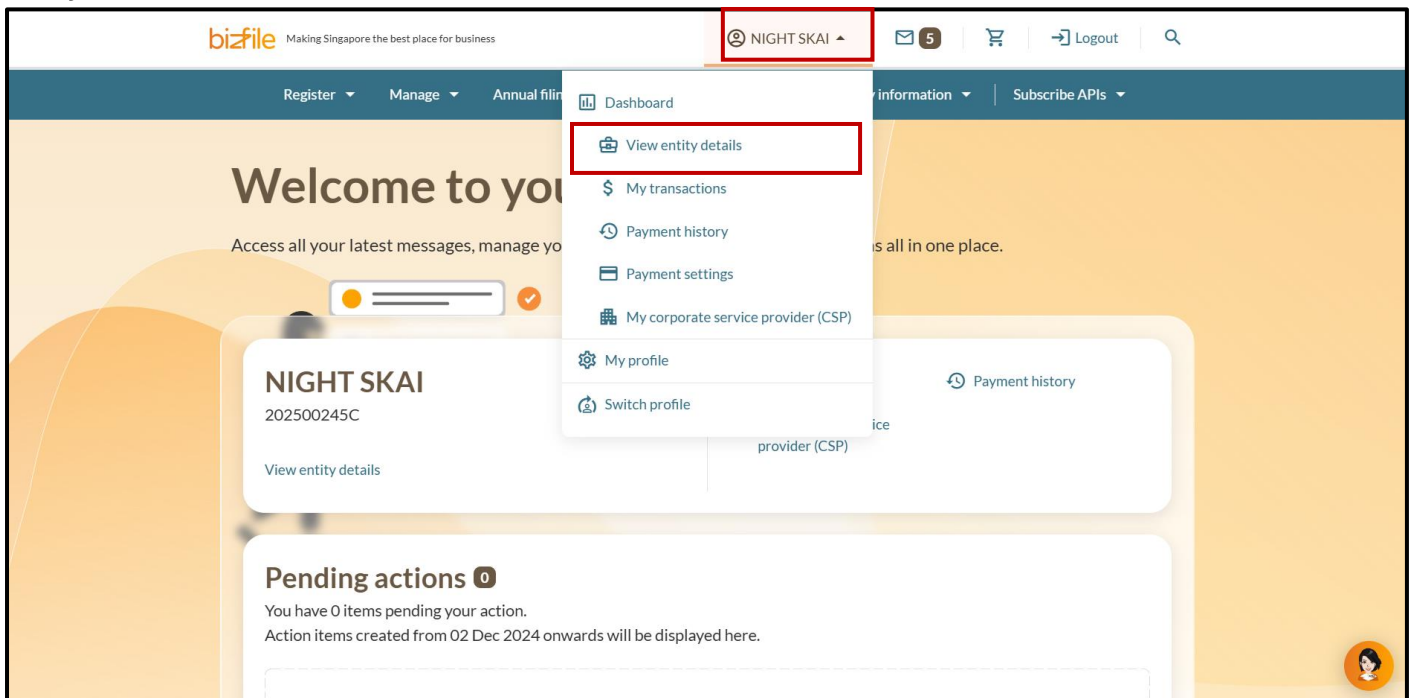 bizfile Making Singapore the best place for business
NIGHT SKAI
5
Logout
Register
Manage
Annual filin
information
Subscribe APIs
Dashboard
View entity details
My transactions
Payment history
Payment settings
My corporate service provider (CSP)
My profile
Switch profile
Welcome to you
Access all your latest messages, manage yo
s all in one place.
NIGHT SKAI
202500245C
View entity details
Payment history
ice
provider (CSP)
Pending actions 0
You have 0 items pending your action.
Action items created from 02 Dec 2024 onwards will be displayed here.